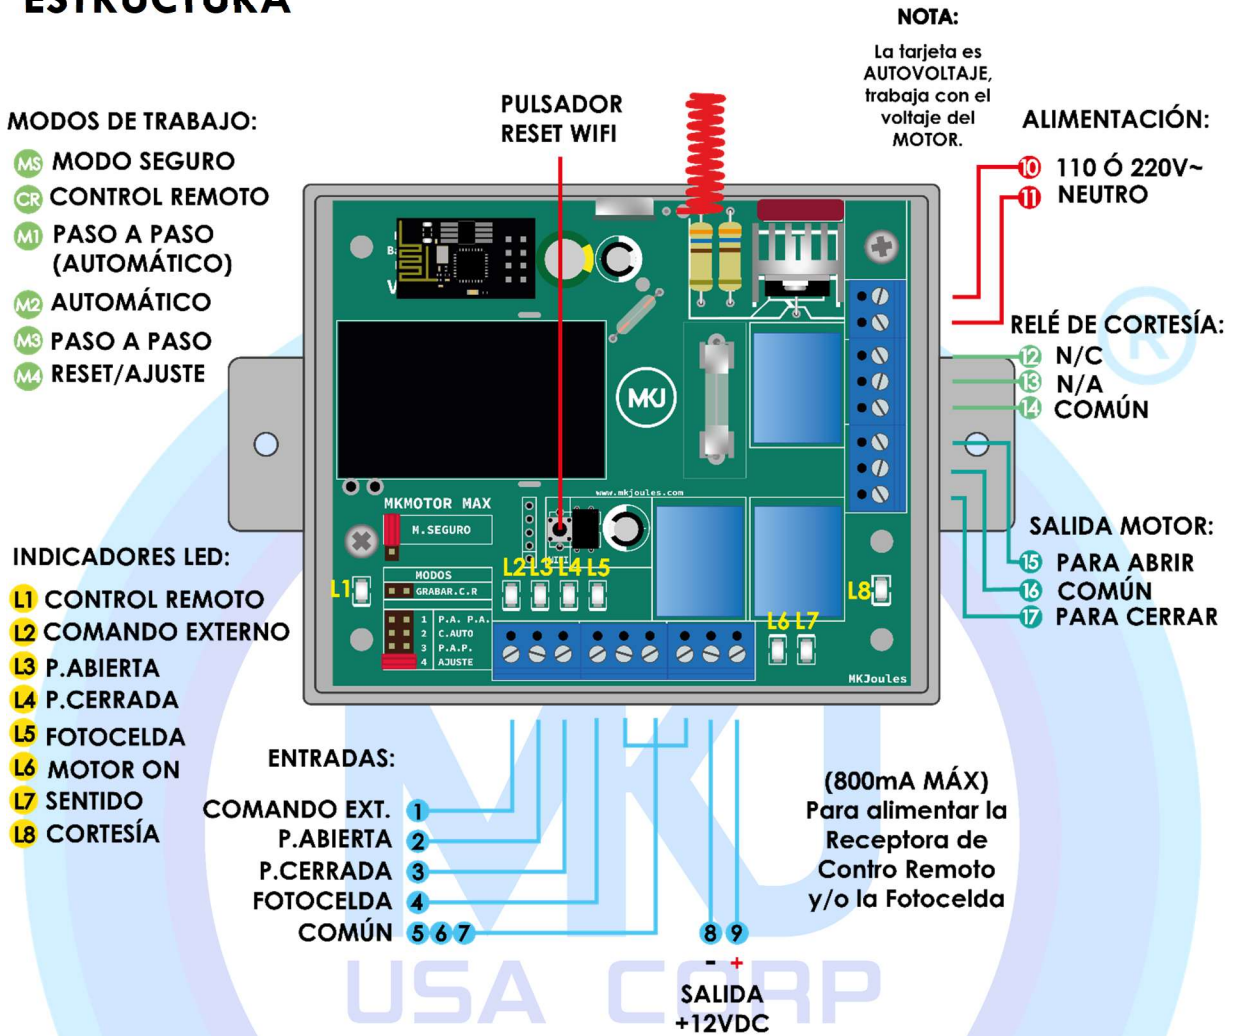 ESTRUCTURA
NOTA:
La tarjeta es
AUTOVOLTAJE,
trabaja con el
voltaje del
MOTOR.
MODOS DE TRABAJO:
MS MODO SEGURO
CR CONTROL REMOTO
M1 PASO A PASO
(AUTOMÁTICO)
M2 AUTOMÁTICO
M3 PASO A PASO
M4 RESET/AJUSTE
PULSADOR
RESET WIFI
ALIMENTACIÓN:
10 110 Ó 220V~
11 NEUTRO
RELÉ DE CORTESÍA:
12 N/C
13 N/A
14 COMÚN
SALIDA MOTOR:
15 PARA ABRIR
16 COMÚN
17 PARA CERRAR
MKJ
www.mkjoules.com
MKMOTOR MAX
M.SEGURO
MODOS
GRABAR.C.R
1 P.A. P.A.
2 C.AUTO
3 P.A.P.
4 AJUSTE
L1
L2 L3 L4 L5
L6 L7
L8
MKJoules
INDICADORES LED:
L1 CONTROL REMOTO
L2 COMANDO EXTERNO
L3 P.ABIERTA
L4 P.CERRADA
L5 FOTOCELDA
L6 MOTOR ON
L7 SENTIDO
L8 CORTESÍA
ENTRADAS:
COMANDO EXT. 1
P.ABIERTA 2
P.CERRADA 3
FOTOCELDA 4
COMÚN 5 6 7
8 9
- +
SALIDA
+12VDC
(800mA MÁX)
Para alimentar la
Receptora de
Contro Remoto
y/o la Fotocelda
MKJ
USA CORP
®